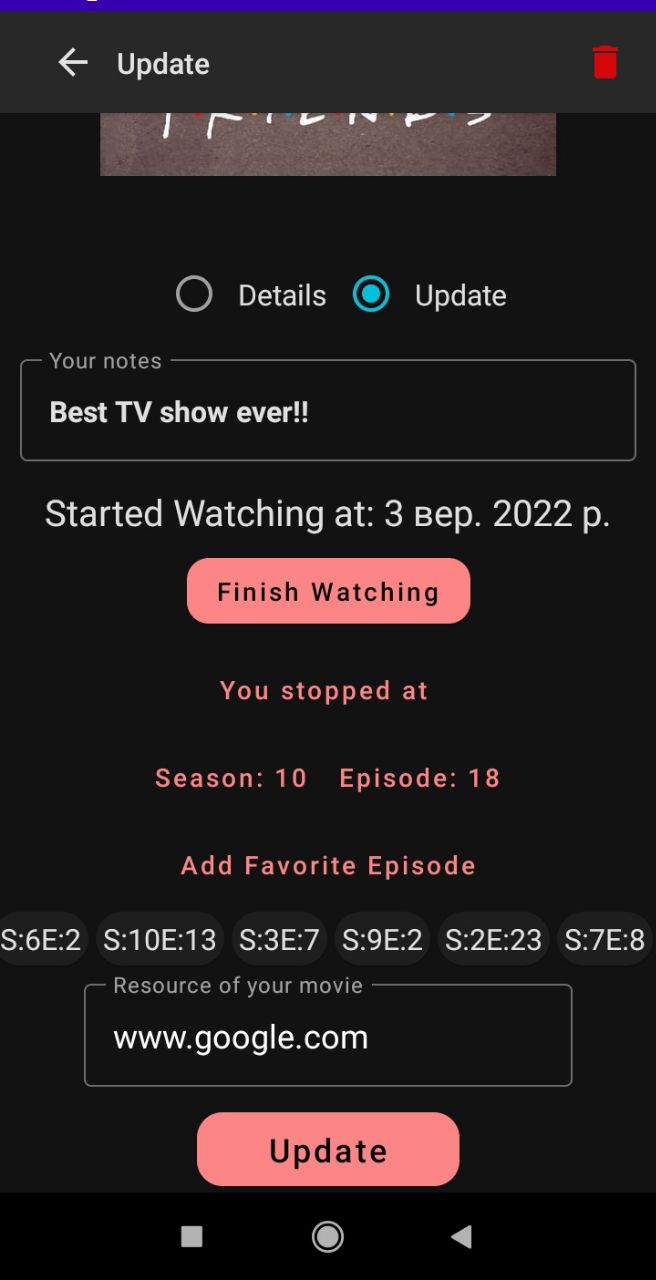 Update
Details
Update
Your notes
Best TV show ever!!
Started Watching at: 3 вер. 2022 р.
Finish Watching
You stopped at
Season: 10 Episode: 18
Add Favorite Episode
S:6E:2 S:10E:13 S:3E:7 S:9E:2 S:2E:23 S:7E:8
Resource of your movie
www.google.com
Update